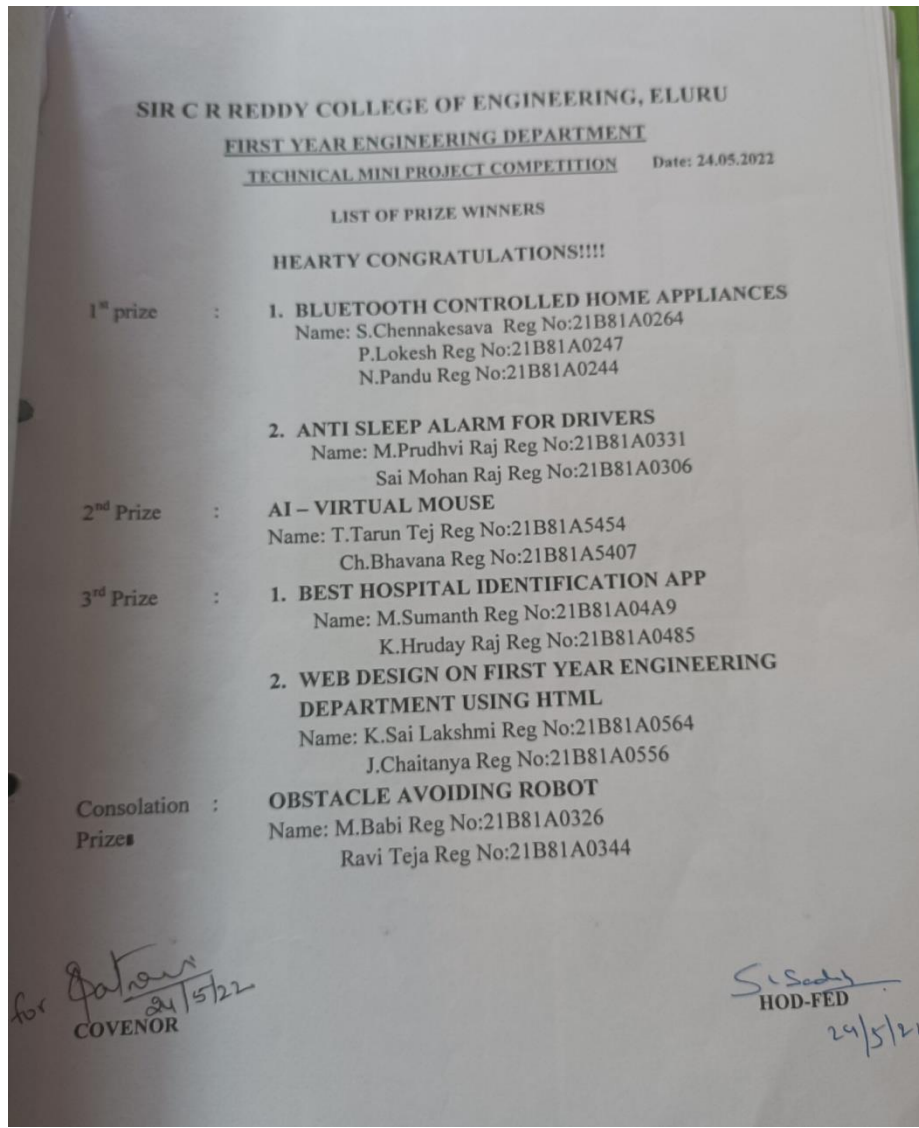 SIR C R REDDY COLLEGE OF ENGINEERING, ELURU
FIRST YEAR ENGINEERING DEPARTMENT
TECHNICAL MINI PROJECT COMPETITION Date: 24.05.2022
LIST OF PRIZE WINNERS
HEARTY CONGRATULATIONS!!!!
1st prize : 1. BLUETOOTH CONTROLLED HOME APPLIANCES
Name: S.Chennakesava Reg No:21B81A0264
P.Lokesh Reg No:21B81A0247
N.Pandu Reg No:21B81A0244
2. ANTI SLEEP ALARM FOR DRIVERS
Name: M.Prudhvi Raj Reg No:21B81A0331
Sai Mohan Raj Reg No:21B81A0306
2nd Prize : AI – VIRTUAL MOUSE
Name: T.Tarun Tej Reg No:21B81A5454
Ch.Bhavana Reg No:21B81A5407
3rd Prize : 1. BEST HOSPITAL IDENTIFICATION APP
Name: M.Sumanth Reg No:21B81A04A9
K.Hruday Raj Reg No:21B81A0485
2. WEB DESIGN ON FIRST YEAR ENGINEERING
DEPARTMENT USING HTML
Name: K.Sai Lakshmi Reg No:21B81A0564
J.Chaitanya Reg No:21B81A0556
Consolation : OBSTACLE AVOIDING ROBOT
Prizes Name: M.Babi Reg No:21B81A0326
Ravi Teja Reg No:21B81A0344
for
24/5/22
COVENOR HOD-FED